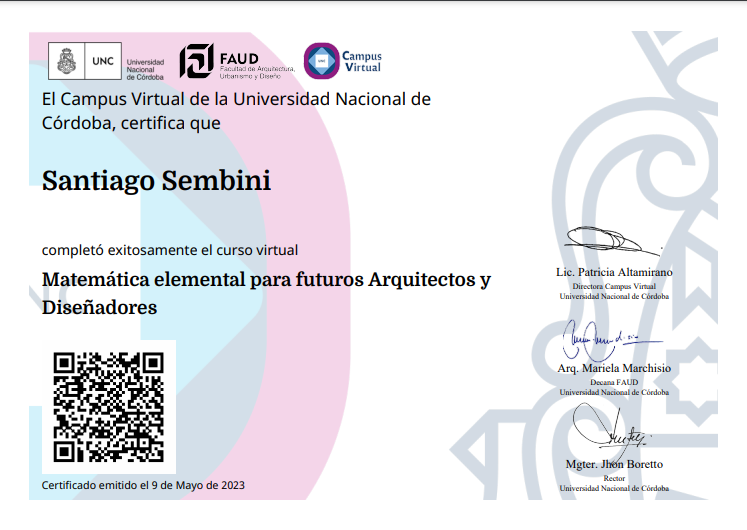 UNC
Universidad
Nacional
de Córdoba
FAUD
Facultad de Arquitectura,
Urbanismo y Diseño
UNC
Campus
Virtual
El Campus Virtual de la Universidad Nacional de
Córdoba, certifica que
Santiago Sembini
completó exitosamente el curso virtual
Matemática elemental para futuros Arquitectos y
Diseñadores
Lic. Patricia Altamirano
Directora Campus Virtual
Universidad Nacional de Córdoba
Arq. Mariela Marchisio
Decana FAUD
Universidad Nacional de Córdoba
Mgter. Jhon Boretto
Rector
Universidad Nacional de Córdoba
Certificado emitido el 9 de Mayo de 2023